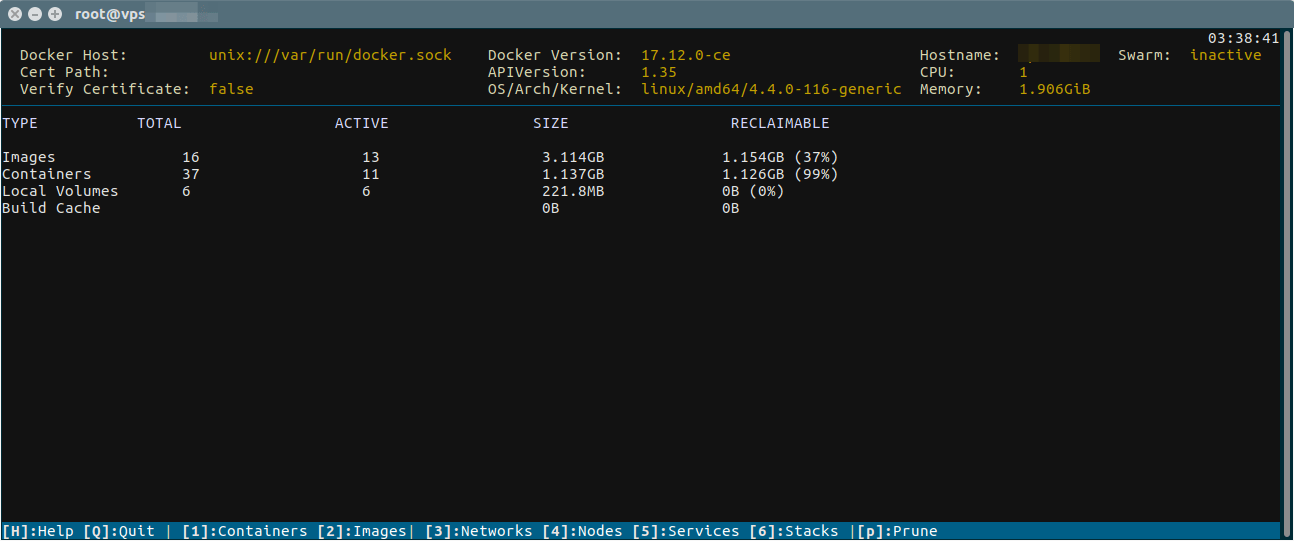 root@vps
03:38:41
Docker Host: unix:///var/run/docker.sock Docker Version: 17.12.0-ce Hostname: Swarm: inactive
Cert Path: APIVersion: 1.35 CPU: 1
Verify Certificate: false OS/Arch/Kernel: linux/amd64/4.4.0-116-generic Memory: 1.906GiB
TYPE TOTAL ACTIVE SIZE RECLAIMABLE
Images 16 13 3.114GB 1.154GB (37%)
Containers 37 11 1.137GB 1.126GB (99%)
Local Volumes 6 6 221.8MB 0B (0%)
Build Cache 0B 0B
[H]:Help [Q]:Quit | [1]:Containers [2]:Images| [3]:Networks [4]:Nodes [5]:Services [6]:Stacks |[p]:Prune